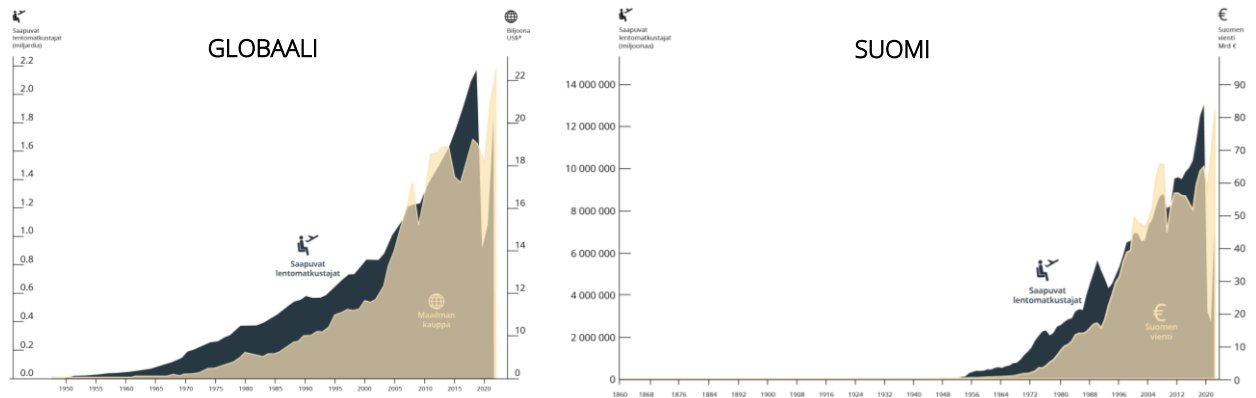 Saapuvat
lentomatkustajat
(miljardia)
GLOBAALI
Biljoona
US$*
2.2
2.0
1.8
1.6
1.4
1.2
1.0
0.8
0.6
0.4
0.2
0.0
22
20
18
16
14
12
10
0
Saapuvat
lentomatkustajat
Maailman
kauppa
1950 1955 1960 1965 1970 1975 1980 1985 1990 1995 2000 2005 2010 2015 2020
Saapuvat
lentomatkustajat
(miljoonaa)
SUOMI
€
Suomen
vienti
Mrd €
14 000 000
12 000 000
10 000 000
8 000 000
6 000 000
4 000 000
2 000 000
0
90
80
70
60
50
40
30
20
10
0
Saapuvat
lentomatkustajat
€
Suomen
vienti
1860 1868 1876 1884 1892 1900 1908 1916 1924 1932 1940 1948 1956 1964 1972 1980 1988 1996 2004 2012 2020